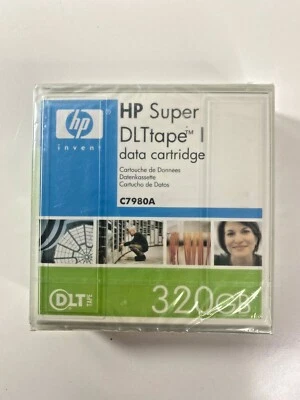 hp
invent
HP Super
DLTtape™ I
data cartridge
Cartouche de Donnees
Datenkassette
Cartucho de Datos
C7980A
DLT
TAPE
320GB